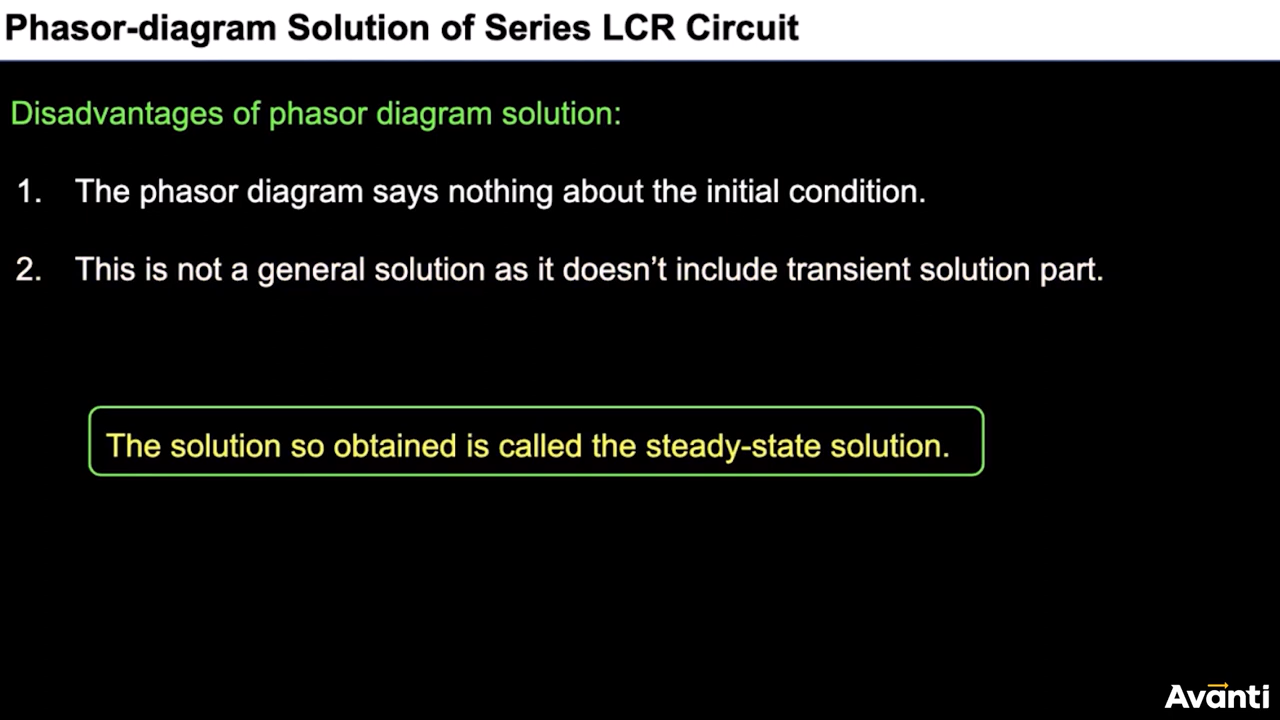 Phasor-diagram Solution of Series LCR Circuit
Disadvantages of phasor diagram solution:
1. The phasor diagram says nothing about the initial condition.
2. This is not a general solution as it doesn’t include transient solution part.
The solution so obtained is called the steady-state solution.
Avanti